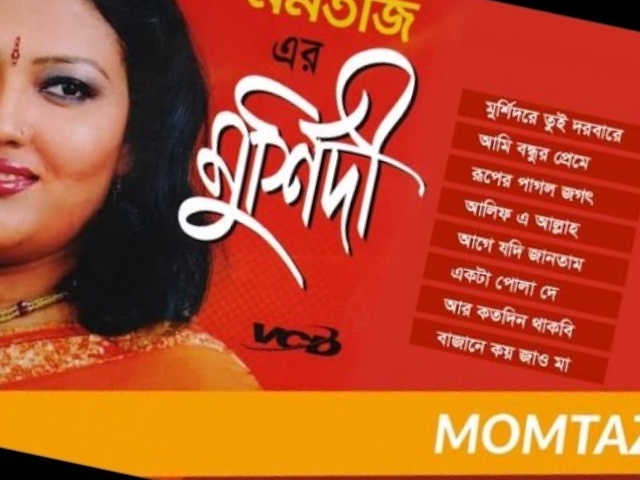 মমতাজ
এর
মুর্শিদী
মুর্শিদরে তুই দরবারে
আমি বন্ধুর প্রেমে
রূপের পাগল জগৎ
আলিফ এ আল্লাহ
আগে যদি জানতাম
একটা পোলা দে
আর কতদিন থাকবি
বাজানে কয় জাও মা
VCD
MOMTAZ